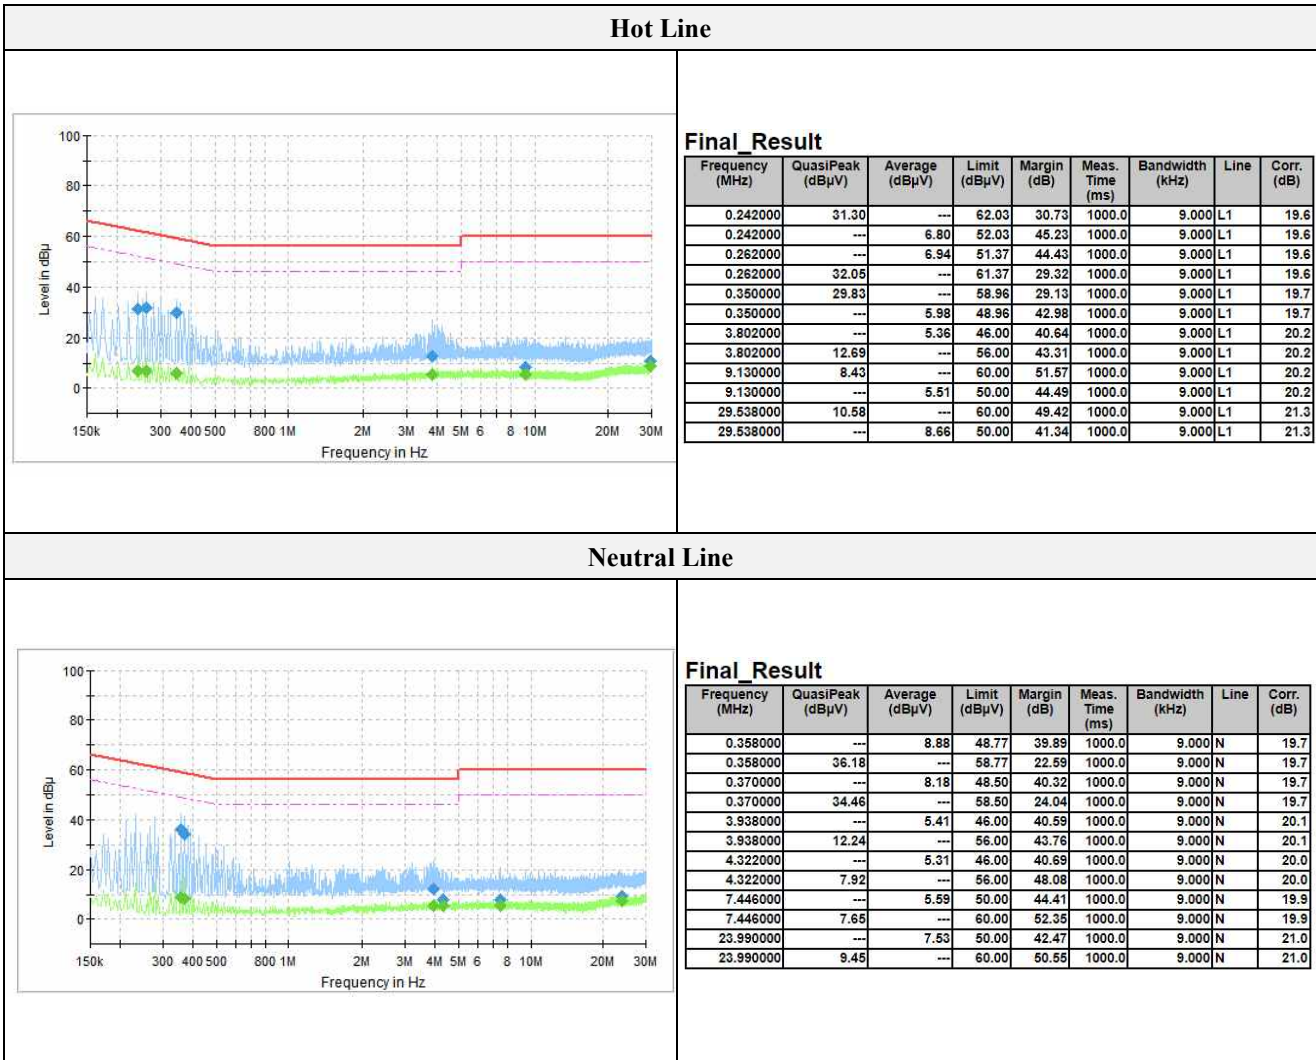 Hot Line
100
80
60
40
20
0
Level in dBµ
150k 300 400 500 800 1M 2M 3M 4M 5M 6 8 10M 20M 30M
Frequency in Hz
Final_Result
Frequency (MHz) QuasiPeak (dBµV) Average (dBµV) Limit (dBµV) Margin (dB) Meas. Time (ms) Bandwidth (kHz) Line Corr. (dB)
0.242000 31.30 --- 62.03 30.73 1000.0 9.000 L1 19.6
0.242000 --- 6.80 52.03 45.23 1000.0 9.000 L1 19.6
0.262000 --- 6.94 51.37 44.43 1000.0 9.000 L1 19.6
0.262000 32.05 --- 61.37 29.32 1000.0 9.000 L1 19.6
0.350000 29.83 --- 58.96 29.13 1000.0 9.000 L1 19.7
0.350000 --- 5.98 48.96 42.98 1000.0 9.000 L1 19.7
3.802000 --- 5.36 46.00 40.64 1000.0 9.000 L1 20.2
3.802000 12.69 --- 56.00 43.31 1000.0 9.000 L1 20.2
9.130000 8.43 --- 60.00 51.57 1000.0 9.000 L1 20.2
9.130000 --- 5.51 50.00 44.49 1000.0 9.000 L1 20.2
29.538000 10.58 --- 60.00 49.42 1000.0 9.000 L1 21.3
29.538000 --- 8.66 50.00 41.34 1000.0 9.000 L1 21.3
Neutral Line
100
80
60
40
20
0
Level in dBµ
150k 300 400 500 800 1M 2M 3M 4M 5M 6 8 10M 20M 30M
Frequency in Hz
Final_Result
Frequency (MHz) QuasiPeak (dBµV) Average (dBµV) Limit (dBµV) Margin (dB) Meas. Time (ms) Bandwidth (kHz) Line Corr. (dB)
0.358000 --- 8.88 48.77 39.89 1000.0 9.000 N 19.7
0.358000 36.18 --- 58.77 22.59 1000.0 9.000 N 19.7
0.370000 --- 8.18 48.50 40.32 1000.0 9.000 N 19.7
0.370000 34.46 --- 58.50 24.04 1000.0 9.000 N 19.7
3.938000 --- 5.41 46.00 40.59 1000.0 9.000 N 20.1
3.938000 12.24 --- 56.00 43.76 1000.0 9.000 N 20.1
4.322000 --- 5.31 46.00 40.69 1000.0 9.000 N 20.0
4.322000 7.92 --- 56.00 48.08 1000.0 9.000 N 20.0
7.446000 --- 5.59 50.00 44.41 1000.0 9.000 N 19.9
7.446000 7.65 --- 60.00 52.35 1000.0 9.000 N 19.9
23.990000 --- 7.53 50.00 42.47 1000.0 9.000 N 21.0
23.990000 9.45 --- 60.00 50.55 1000.0 9.000 N 21.0